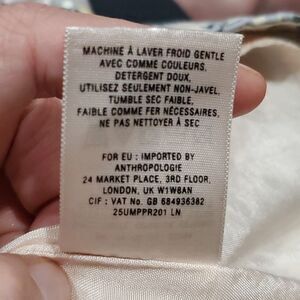 MACHINE À LAVER FROID GENTLE
AVEC COMME COULEURS,
DETERGENT DOUX,
UTILISEZ SEULEMENT NON-JAVEL,
TUMBLE SEC FAIBLE,
FAIBLE COMME FER NÉCESSAIRES,
NE PAS NETTOYER À SEC
FOR EU : IMPORTED BY
ANTHROPOLOGIE
24 MARKET PLACE, 3RD FLOOR,
LONDON, UK W1W8AN
CIF : VAT No. GB 684936382
25UMPPR201 LN